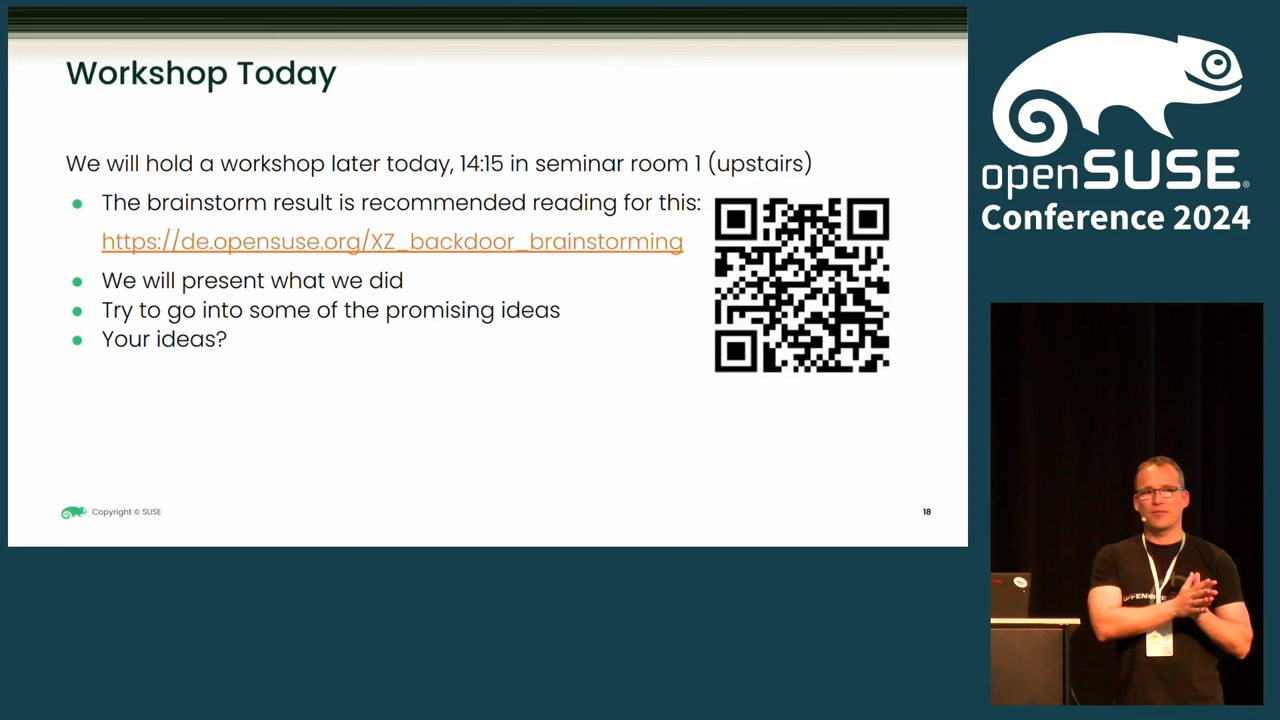 Workshop Today
We will hold a workshop later today, 14:15 in seminar room 1 (upstairs)
The brainstorm result is recommended reading for this:
https://de.opensuse.org/XZ_backdoor_brainstorming
We will present what we did
Try to go into some of the promising ideas
Your ideas?
Copyright © SUSE
18
openSUSE®
Conference 2024